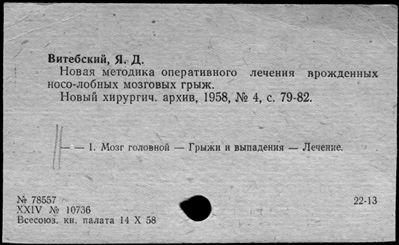 Витебский, Я. Д.
Новая методика оперативного лечения врожденных
носо-лобных мозговых грыж.
Новый хирургич. архив, 1958, № 4, с. 79-82.
— — 1. Мозг головной — Грыжи и выпадения — Лечение.
№ 78557
22-13
XXIV № 10736
Всесоюз. кн. палата 14 X 58